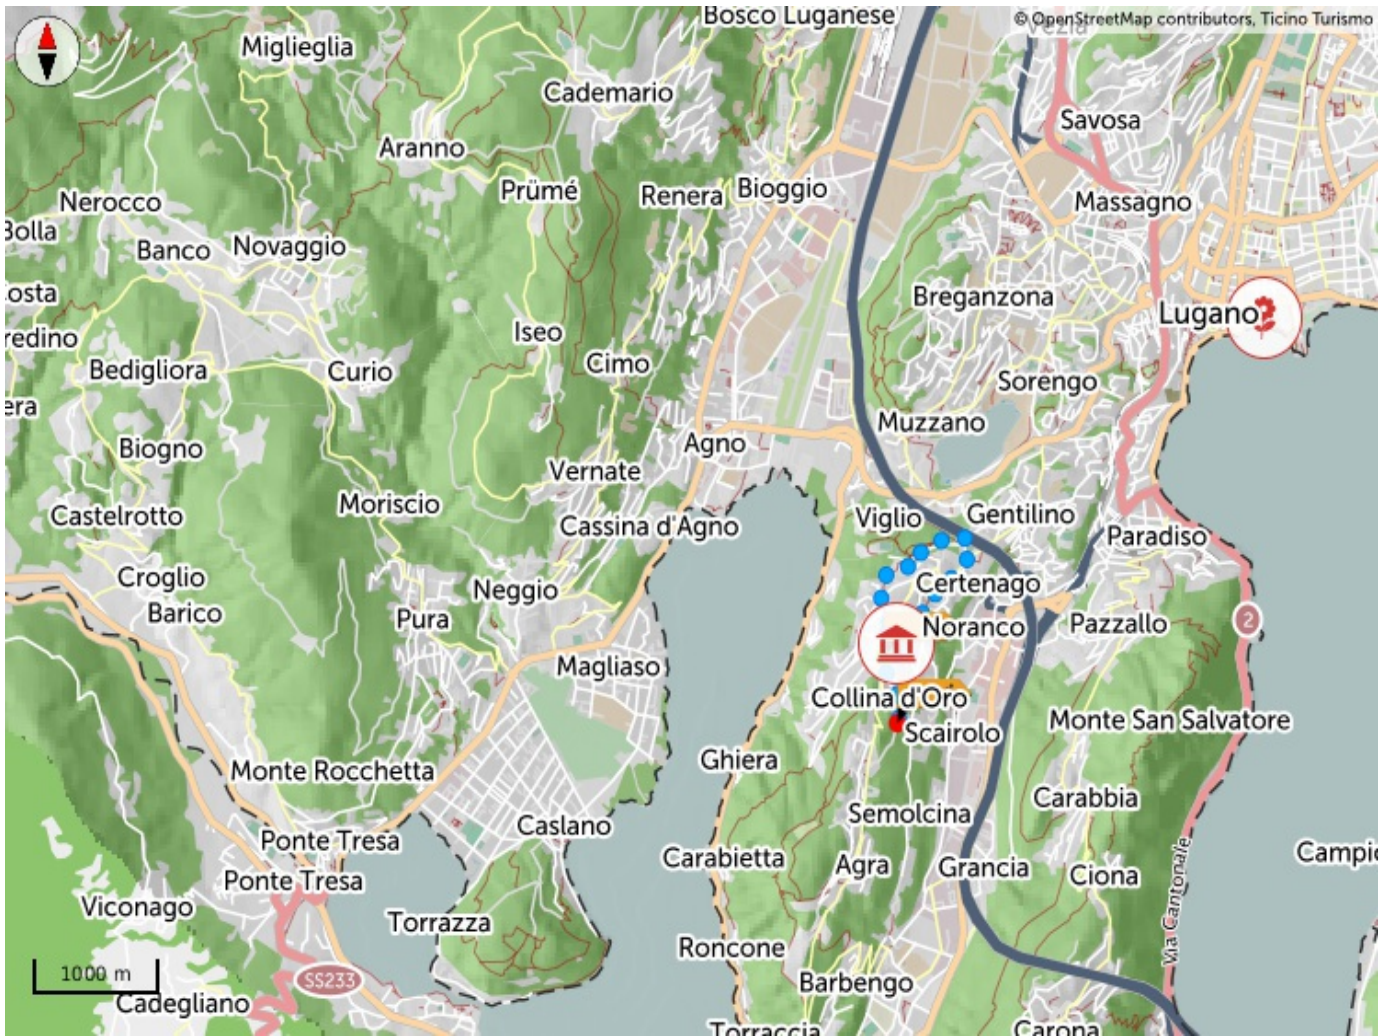 Bosco Luganese
© OpenStreetMap contributors, Ticino Turismo
Vezia
Miglieglia
Cademario
Savosa
Aranno
Prümé
Renera
Bioggio
Nerocco
Massagno
Bolla
Banco
Novaggio
osta
Breganzona
Lugano
redino
Iseo
Cimo
Bedigliora
Curio
Sorengo
era
Muzzano
Biogno
Agno
Vernate
Moriscio
Castelrotto
Cassina d'Agno
Viglio
Gentilino
Paradiso
Croglio
Neggio
Certenago
Barico
Pura
Noranco
Pazzallo
2
Magliaso
Collina d'Oro
Monte San Salvatore
Scairolo
Ghiera
Monte Rocchetta
Carabbia
Semolcina
Caslano
Ponte Tresa
Carabietta
Agra
Grancia
Ciona
Campio
Ponte Tresa
Via Cantonale
Viconago
Torrazza
Roncone
1000 m
SS233
Barbengo
Cadegliano
Torraccia
Carona